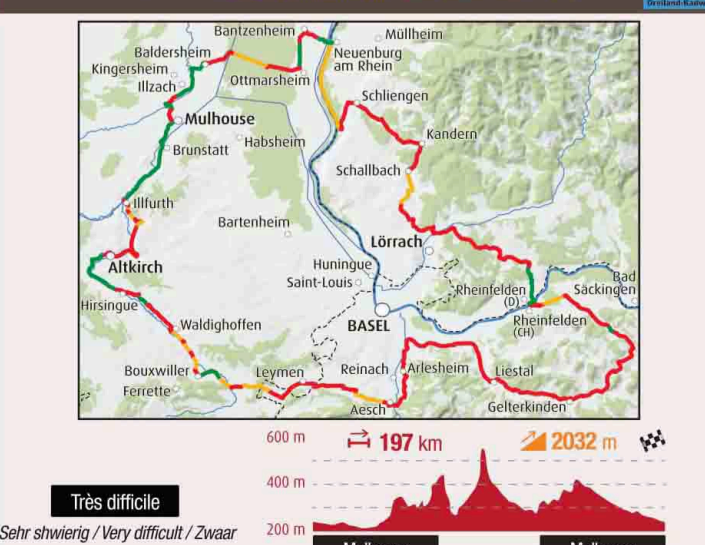 Dreiland-Radw
Bantzenheim
Müllheim
Baldersheim
Neuenburg
am Rhein
Kingersheim
Ottmarsheim
Illzach
Schliengen
Mulhouse
Kandern
Habsheim
Brunstatt
Schallbach
Illfurth
Bartenheim
Lörrach
Altkirch
Huningue
Saint-Louis
Rheinfelden
(D)
Bad
Säckingen
Hirsingue
BASEL
Rheinfelden
(CH)
Waldighoffen
Bouxwiller
Leymen
Reinach
Arlesheim
Liestal
Ferrette
Aesch
Gelterkinden
600 m
197 km
2032 m
400 m
Très difficile
200 m
Sehr shwierig / Very difficult / Zwaar